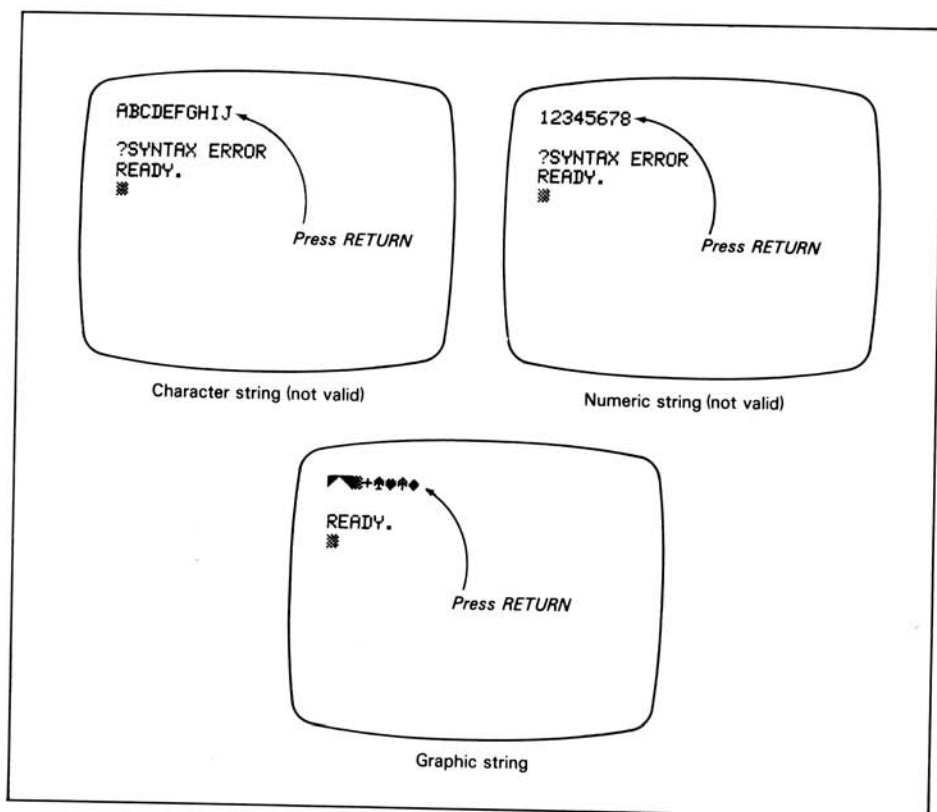 ABCDEFGHIJ
?SYNTAX ERROR
READY.
Press RETURN
Character string (not valid)
12345678
?SYNTAX ERROR
READY.
Press RETURN
Numeric string (not valid)
+♠♥♣♦
READY.
Press RETURN
Graphic string